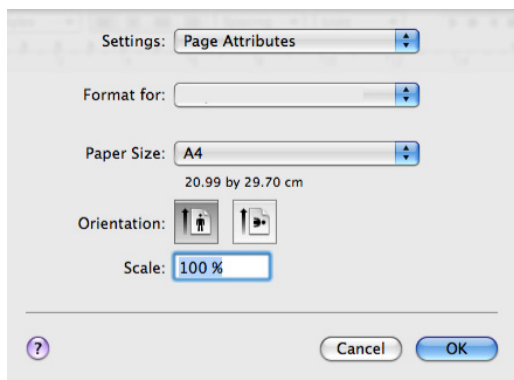 Settings: Page Attributes
Format for:
Paper Size: A4
20.99 by 29.70 cm
Orientation:
Scale: 100 %
? Cancel OK